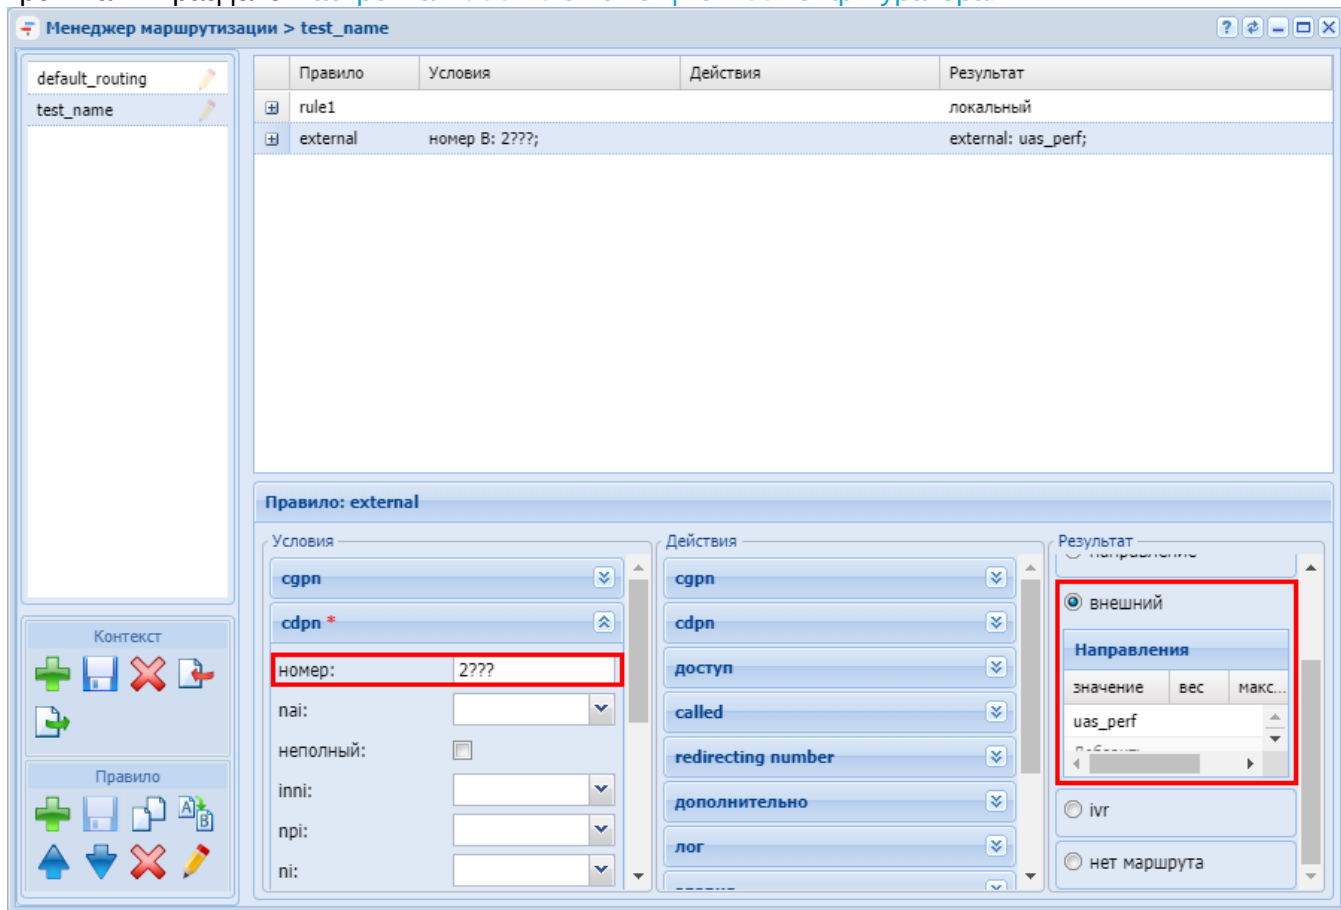 Менеджер маршрутизации > test_name
default_routing
test_name
Правило Условия Действия Результат
rule1 локальный
external номер B: 2???; external: uas_perf;
Контекст
Правило
Правило: external
Условия
cgpn
cdpn *
номер: 2???
nai:
неполный:
inni:
npi:
ni:
Действия
cgpn
cdpn
доступ
called
redirecting number
дополнительно
лог
Результат
внешний
Направления
значение вес макс...
uas_perf
ivr
нет маршрута